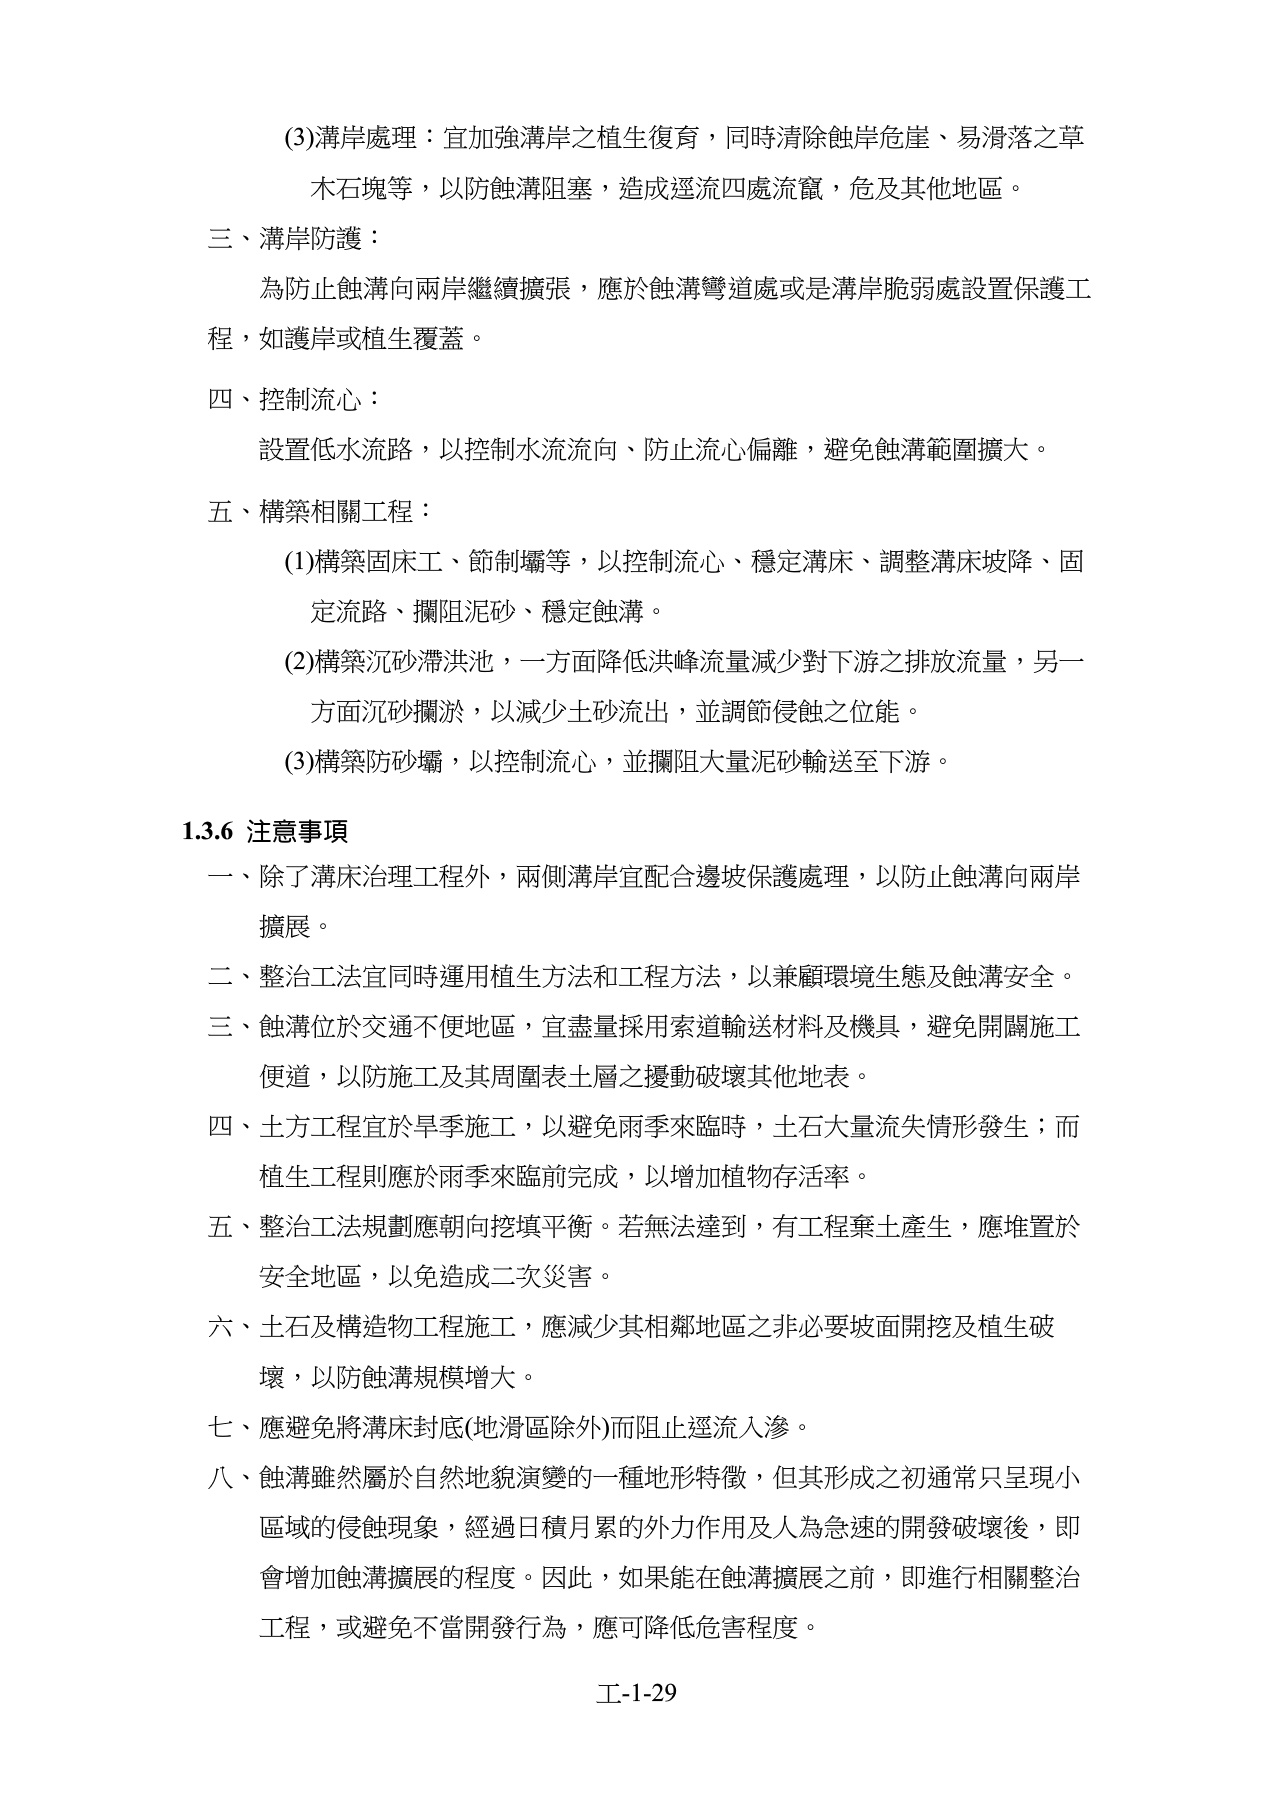 (3)溝岸處理：宜加強溝岸之植生復育，同時清除蝕岸危崖、易滑落之草
木石塊等，以防蝕溝阻塞，造成逕流四處流竄，危及其他地區。
三、溝岸防護：
為防止蝕溝向兩岸繼續擴張，應於蝕溝彎道處或是溝岸脆弱處設置保護工
程，如護岸或植生覆蓋。
四、控制流心：
設置低水流路，以控制水流流向、防止流心偏離，避免蝕溝範圍擴大。
五、構築相關工程：
(1)構築固床工、節制壩等，以控制流心、穩定溝床、調整溝床坡降、固
定流路、攔阻泥砂、穩定蝕溝。
(2)構築沉砂滯洪池，一方面降低洪峰流量減少對下游之排放流量，另一
方面沉砂攔淤，以減少土砂流出，並調節侵蝕之位能。
(3)構築防砂壩，以控制流心，並攔阻大量泥砂輸送至下游。
1.3.6 注意事項
一、除了溝床治理工程外，兩側溝岸宜配合邊坡保護處理，以防止蝕溝向兩岸
擴展。
二、整治工法宜同時運用植生方法和工程方法，以兼顧環境生態及蝕溝安全。
三、蝕溝位於交通不便地區，宜盡量採用索道輸送材料及機具，避免開闢施工
便道，以防施工及其周圍表土層之擾動破壞其他地表。
四、土方工程宜於旱季施工，以避免雨季來臨時，土石大量流失情形發生；而
植生工程則應於雨季來臨前完成，以增加植物存活率。
五、整治工法規劃應朝向挖填平衡。若無法達到，有工程棄土產生，應堆置於
安全地區，以免造成二次災害。
六、土石及構造物工程施工，應減少其相鄰地區之非必要坡面開挖及植生破
壞，以防蝕溝規模增大。
七、應避免將溝床封底(地滑區除外)而阻止逕流入滲。
八、蝕溝雖然屬於自然地貌演變的一種地形特徵，但其形成之初通常只呈現小
區域的侵蝕現象，經過日積月累的外力作用及人為急速的開發破壞後，即
會增加蝕溝擴展的程度。因此，如果能在蝕溝擴展之前，即進行相關整治
工程，或避免不當開發行為，應可降低危害程度。
工-1-29